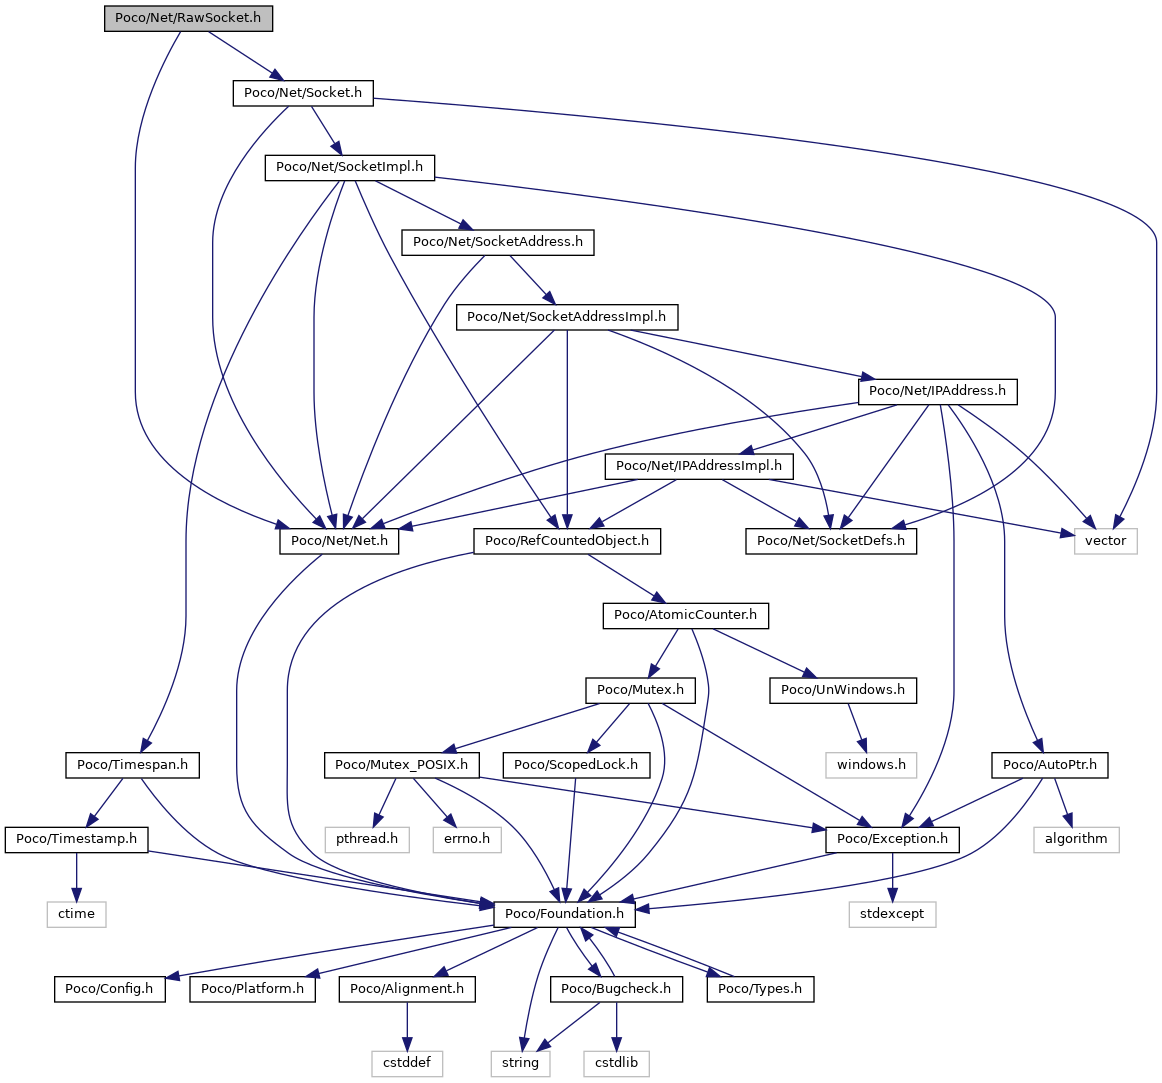 Poco/Net/RawSocket.h
Poco/Net/Socket.h
Poco/Net/SocketImpl.h
Poco/Net/SocketAddress.h
Poco/Net/SocketAddressImpl.h
Poco/Net/IPAddress.h
Poco/Net/IPAddressImpl.h
Poco/Net/Net.h
Poco/RefCountedObject.h
Poco/Net/SocketDefs.h
vector
Poco/AtomicCounter.h
Poco/Mutex.h
Poco/UnWindows.h
Poco/Timespan.h
Poco/Mutex_POSIX.h
Poco/ScopedLock.h
windows.h
Poco/AutoPtr.h
Poco/Timestamp.h
pthread.h
errno.h
Poco/Exception.h
algorithm
ctime
Poco/Foundation.h
stdexcept
Poco/Config.h
Poco/Platform.h
Poco/Alignment.h
Poco/Bugcheck.h
Poco/Types.h
cstddef
string
cstdlib